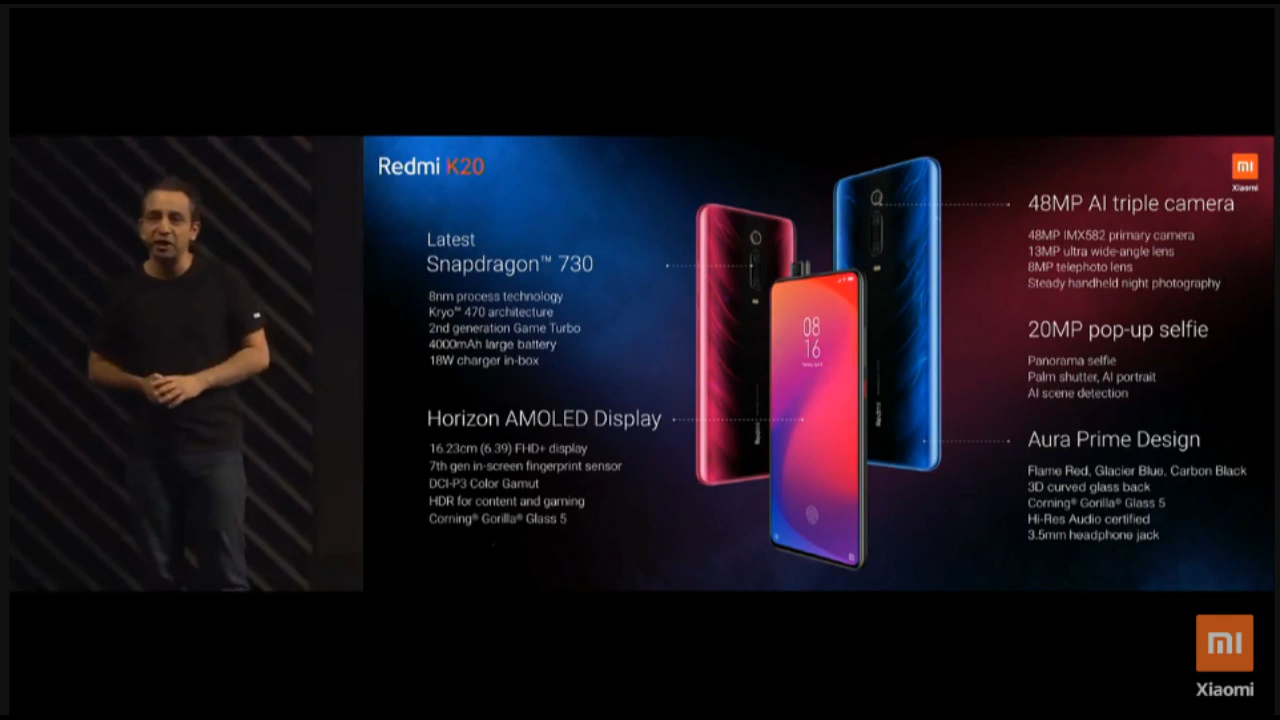 Redmi K20
mi
Xiaomi
Latest
Snapdragon™ 730
8nm process technology
Kryo™ 470 architecture
2nd generation Game Turbo
4000mAh large battery
18W charger in-box
Horizon AMOLED Display
16.23cm (6.39) FHD+ display
7th gen in-screen fingerprint sensor
DCI-P3 Color Gamut
HDR for content and gaming
Corning® Gorilla® Glass 5
08
16
Redmi
Redmi
48MP AI triple camera
48MP IMX582 primary camera
13MP ultra wide-angle lens
8MP telephoto lens
Steady handheld night photography
20MP pop-up selfie
Panorama selfie
Palm shutter, AI portrait
AI scene detection
Aura Prime Design
Flame Red, Glacier Blue, Carbon Black
3D curved glass back
Corning® Gorilla® Glass 5
Hi-Res Audio certified
3.5mm headphone jack
mi
Xiaomi